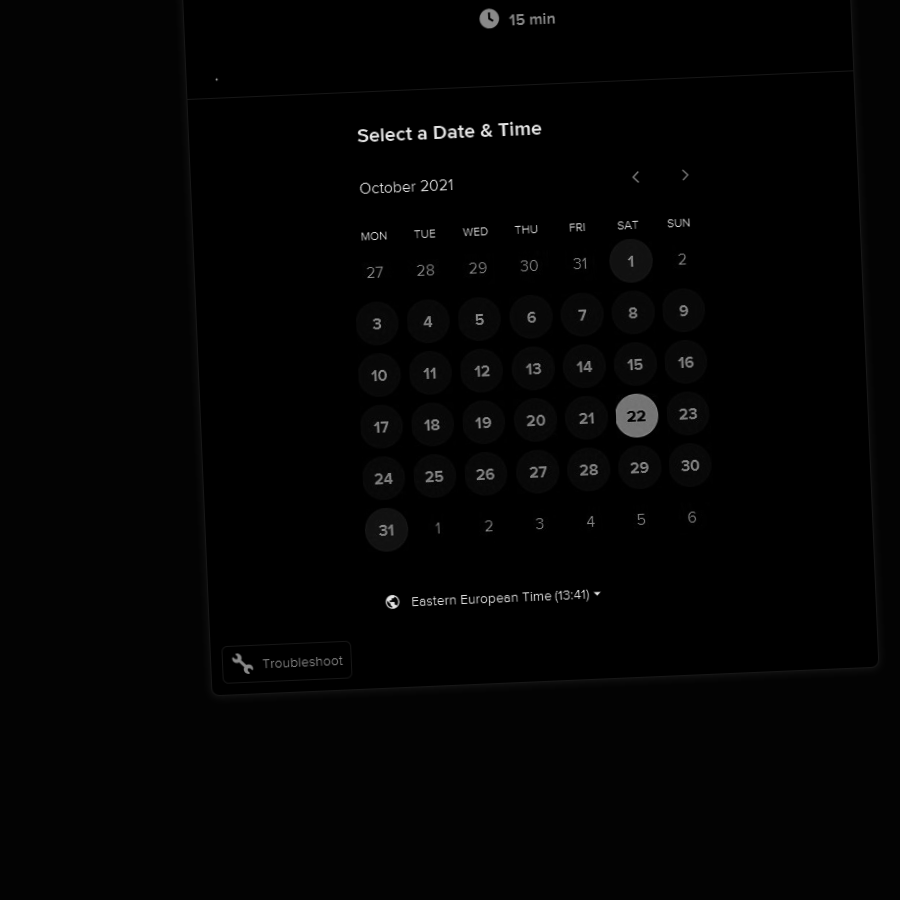 15 min
Select a Date & Time
October 2021
MON TUE WED THU FRI SAT SUN
27 28 29 30 31 1 2
3 4 5 6 7 8 9
10 11 12 13 14 15 16
17 18 19 20 21 22 23
24 25 26 27 28 29 30
31 1 2 3 4 5 6
Eastern European Time (13:41)
Troubleshoot